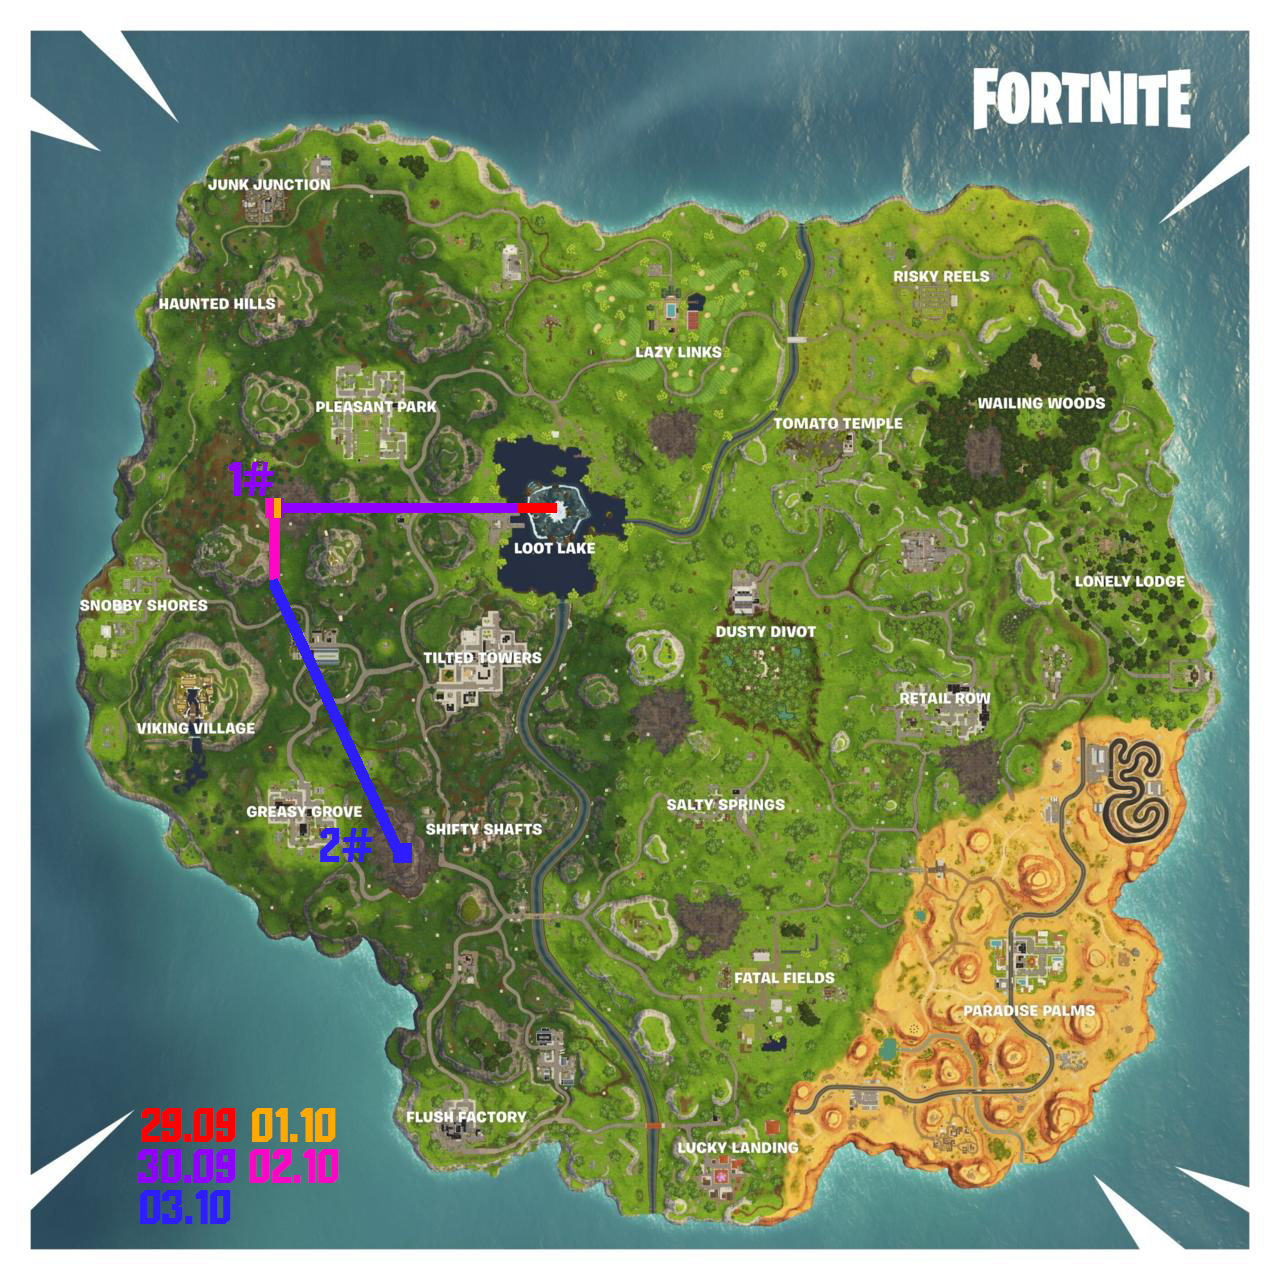 FORTNITE
JUNK JUNCTION
RISKY REELS
HAUNTED HILLS
LAZY LINKS
PLEASANT PARK
WAILING WOODS
TOMATO TEMPLE
1#
LOOT LAKE
LONELY LODGE
SNOBBY SHORES
DUSTY DIVOT
TILTED TOWERS
RETAIL ROW
VIKING VILLAGE
SALTY SPRINGS
GREASY GROVE
SHIFTY SHAFTS
2#
FATAL FIELDS
PARADISE PALMS
FLUSH FACTORY
LUCKY LANDING
29.09 01.10
30.09 02.10
03.10